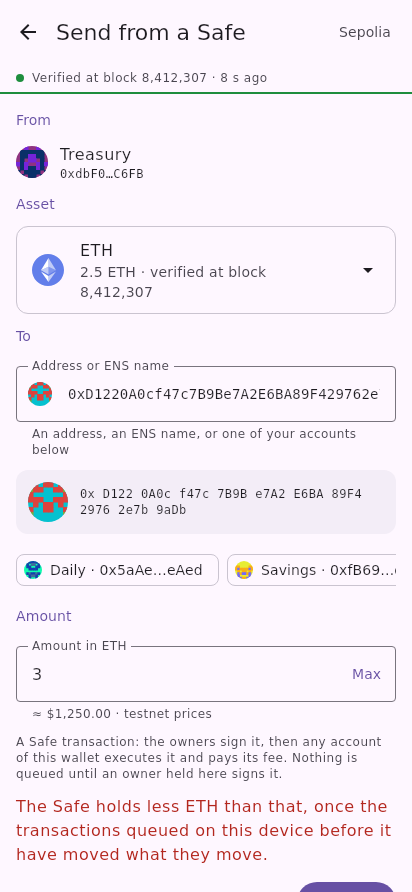 Send from a Safe
Sepolia
Verified at block 8,412,307 · 8 s ago
From
Treasury
0xdbF0…C6FB
Asset
ETH
2.5 ETH · verified at block
8,412,307
To
Address or ENS name
0xD1220A0cf47c7B9Be7A2E6BA89F429762e
An address, an ENS name, or one of your accounts
below
0x D122 0A0c f47c 7B9B e7A2 E6BA 89F4
2976 2e7b 9aDb
Daily · 0x5aAe…eAed
Savings · 0xfB69…
Amount
Amount in ETH
3
Max
≈ $1,250.00 · testnet prices
A Safe transaction: the owners sign it, then any account
of this wallet executes it and pays its fee. Nothing is
queued until an owner held here signs it.
The Safe holds less ETH than that, once the
transactions queued on this device before it
have moved what they move.